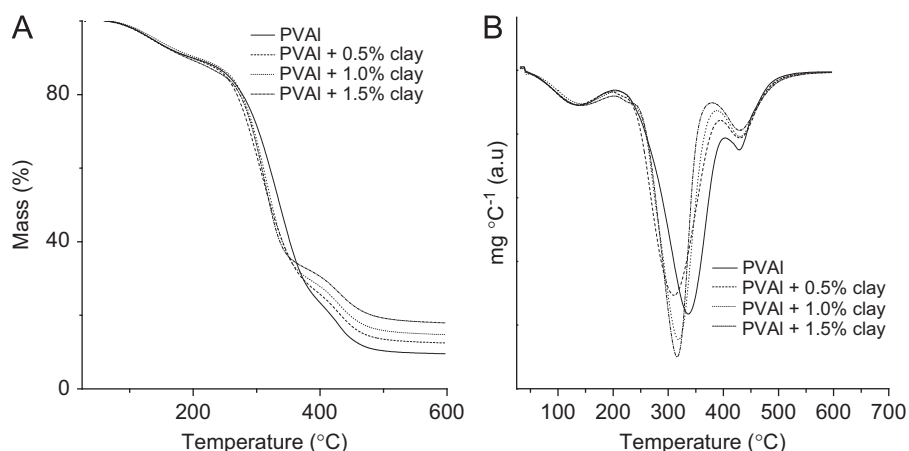 A
PVAl
PVAl + 0.5% clay
PVAl + 1.0% clay
PVAl + 1.5% clay
80
40
0
Mass (%)
200
400
600
Temperature (°C)
B
mg °C⁻¹ (a.u)
PVAl
PVAl + 0.5% clay
PVAl + 1.0% clay
PVAl + 1.5% clay
100
200
300
400
500
600
700
Temperature (°C)